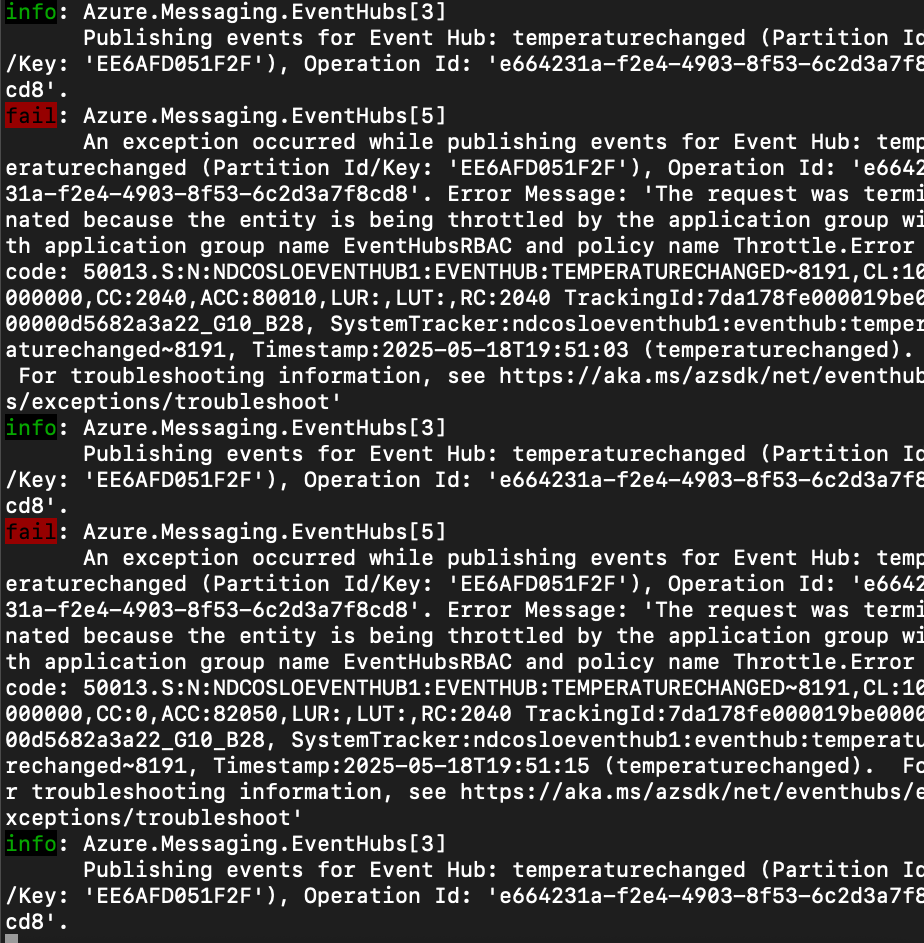 info: Azure.Messaging.EventHubs[3]
Publishing events for Event Hub: temperaturechanged (Partition Id
/Key: 'EE6AFD051F2F'), Operation Id: 'e664231a-f2e4-4903-8f53-6c2d3a7f8
cd8'.
fail: Azure.Messaging.EventHubs[5]
An exception occurred while publishing events for Event Hub: temp
eraturechanged (Partition Id/Key: 'EE6AFD051F2F'), Operation Id: 'e6642
31a-f2e4-4903-8f53-6c2d3a7f8cd8'. Error Message: 'The request was termi
nated because the entity is being throttled by the application group wi
th application group name EventHubsRBAC and policy name Throttle.Error
code: 50013.S:N:NDCOSLOEVENTHUB1:EVENTHUB:TEMPERATURECHANGED~8191,CL:10
000000,CC:2040,ACC:80010,LUR:,LUT:,RC:2040 TrackingId:7da178fe000019be0
00000d5682a3a22_G10_B28, SystemTracker:ndcosloeventhub1:eventhub:temper
aturechanged~8191, Timestamp:2025-05-18T19:51:03 (temperaturechanged).
For troubleshooting information, see https://aka.ms/azsdk/net/eventhub
s/exceptions/troubleshoot'
info: Azure.Messaging.EventHubs[3]
Publishing events for Event Hub: temperaturechanged (Partition Id
/Key: 'EE6AFD051F2F'), Operation Id: 'e664231a-f2e4-4903-8f53-6c2d3a7f8
cd8'.
fail: Azure.Messaging.EventHubs[5]
An exception occurred while publishing events for Event Hub: temp
eraturechanged (Partition Id/Key: 'EE6AFD051F2F'), Operation Id: 'e6642
31a-f2e4-4903-8f53-6c2d3a7f8cd8'. Error Message: 'The request was termi
nated because the entity is being throttled by the application group wi
th application group name EventHubsRBAC and policy name Throttle.Error
code: 50013.S:N:NDCOSLOEVENTHUB1:EVENTHUB:TEMPERATURECHANGED~8191,CL:10
000000,CC:0,ACC:82050,LUR:,LUT:,RC:2040 TrackingId:7da178fe000019be0000
00d5682a3a22_G10_B28, SystemTracker:ndcosloeventhub1:eventhub:temperatu
rechanged~8191, Timestamp:2025-05-18T19:51:15 (temperaturechanged).  Fo
r troubleshooting information, see https://aka.ms/azsdk/net/eventhubs/e
xceptions/troubleshoot'
info: Azure.Messaging.EventHubs[3]
Publishing events for Event Hub: temperaturechanged (Partition Id
/Key: 'EE6AFD051F2F'), Operation Id: 'e664231a-f2e4-4903-8f53-6c2d3a7f8
cd8'.